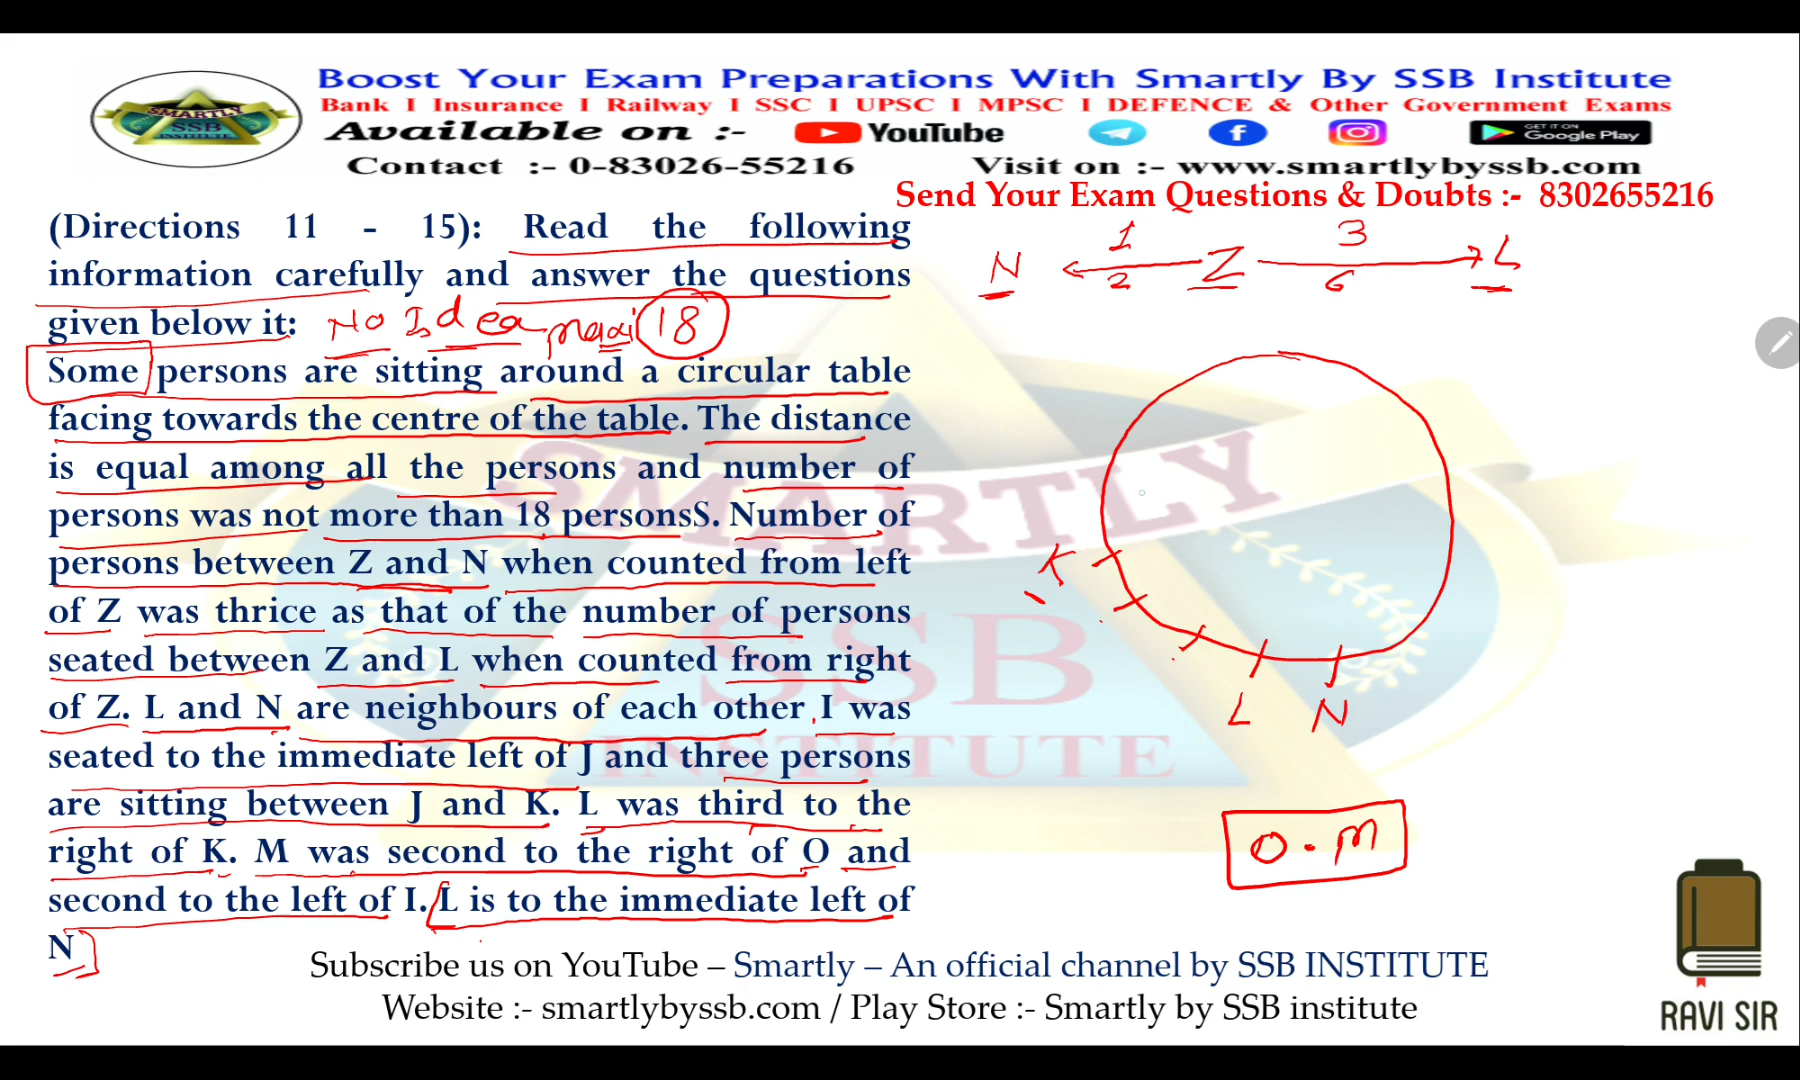 Boost Your Exam Preparations With Smartly By SSB Institute
Bank I Insurance I Railway I SSC I UPSC I MPSC I DEFENCE & Other Government Exams
SMARTLY
SSB
INSTITUTE
Available on :- YouTube GET IT ON Google Play
Contact :- 0-83026-55216 Visit on :- www.smartlybyssb.com
Send Your Exam Questions & Doubts :- 8302655216
(Directions 11 - 15): Read the following
information carefully and answer the questions
given below it: No Idea maxi 18
Some persons are sitting around a circular table
facing towards the centre of the table. The distance
is equal among all the persons and number of
persons was not more than 18 personsS. Number of
persons between Z and N when counted from left
of Z was thrice as that of the number of persons
seated between Z and L when counted from right
of Z. L and N are neighbours of each other I was
seated to the immediate left of J and three persons
are sitting between J and K. L was third to the
right of K. M was second to the right of O and
second to the left of I. L is to the immediate left of
N
1 3
N Z L
2 6
K
L N
O . M
SMARTLY
SSB
INSTITUTE
Subscribe us on YouTube – Smartly – An official channel by SSB INSTITUTE
Website :- smartlybyssb.com / Play Store :- Smartly by SSB institute
RAVI SIR